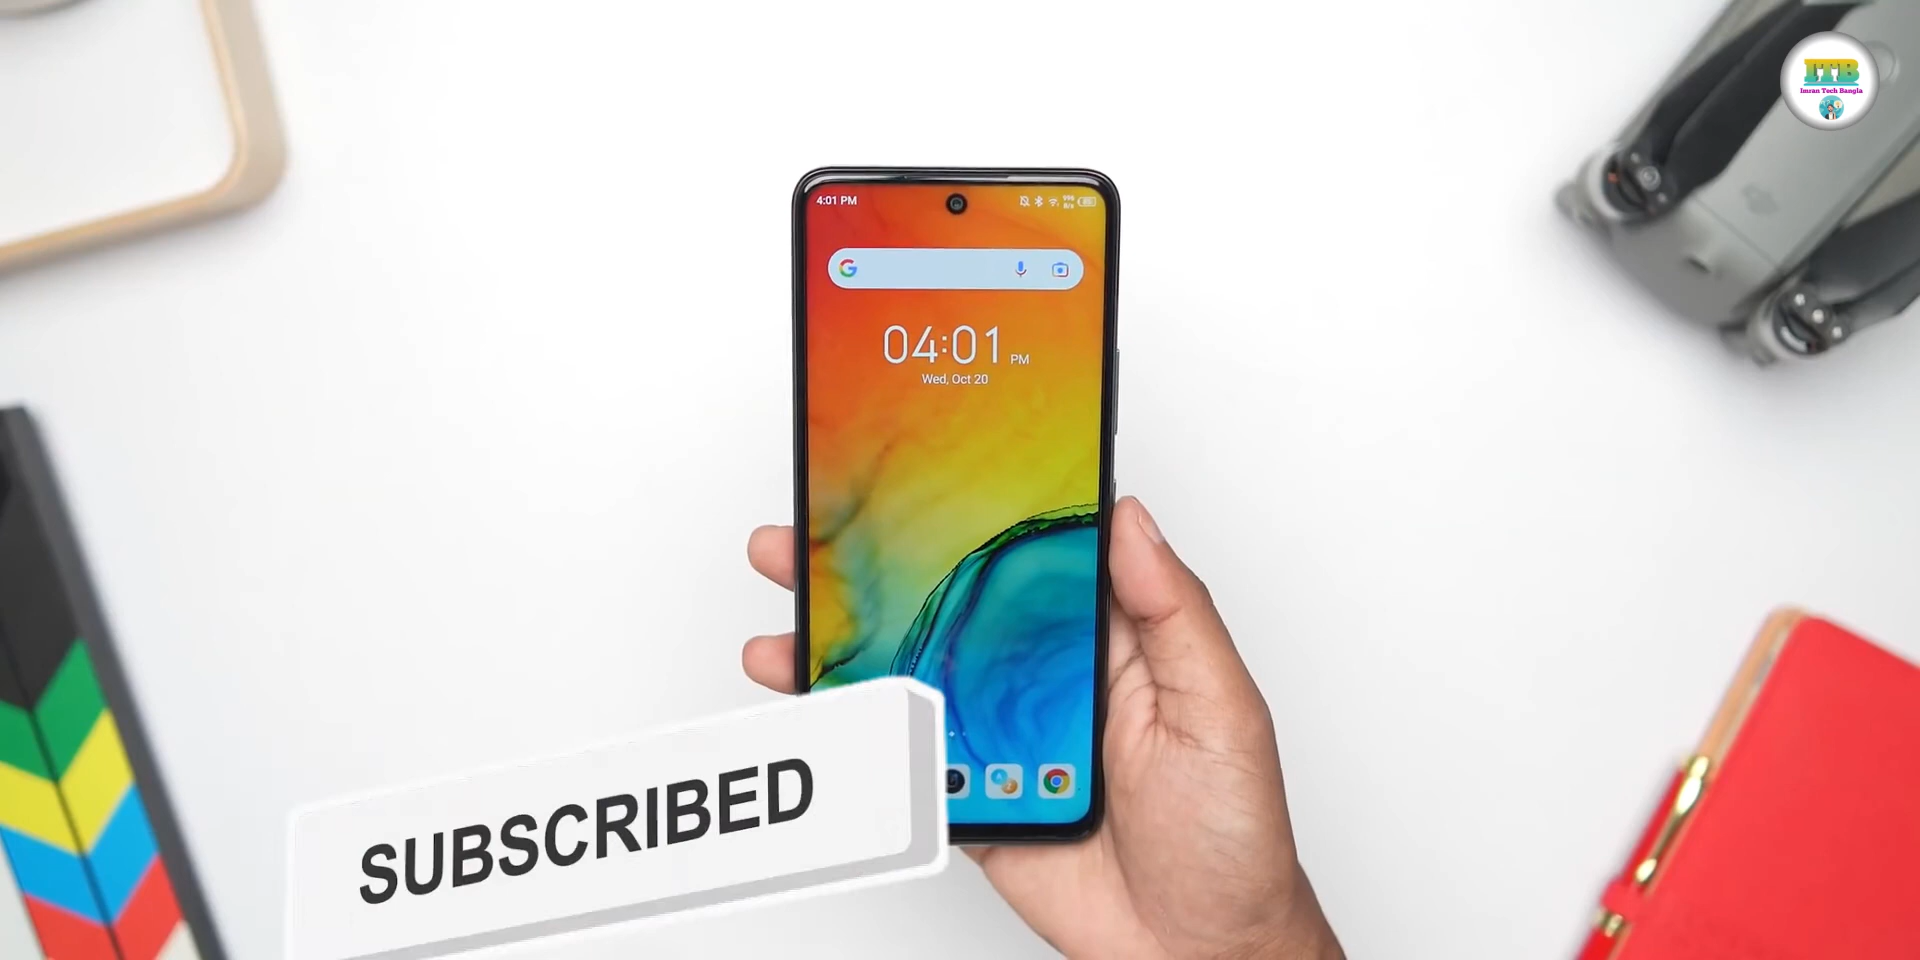 ITB
Imran Tech Bangla
4:01 PM
04:01 PM
Wed, Oct 20
SUBSCRIBED